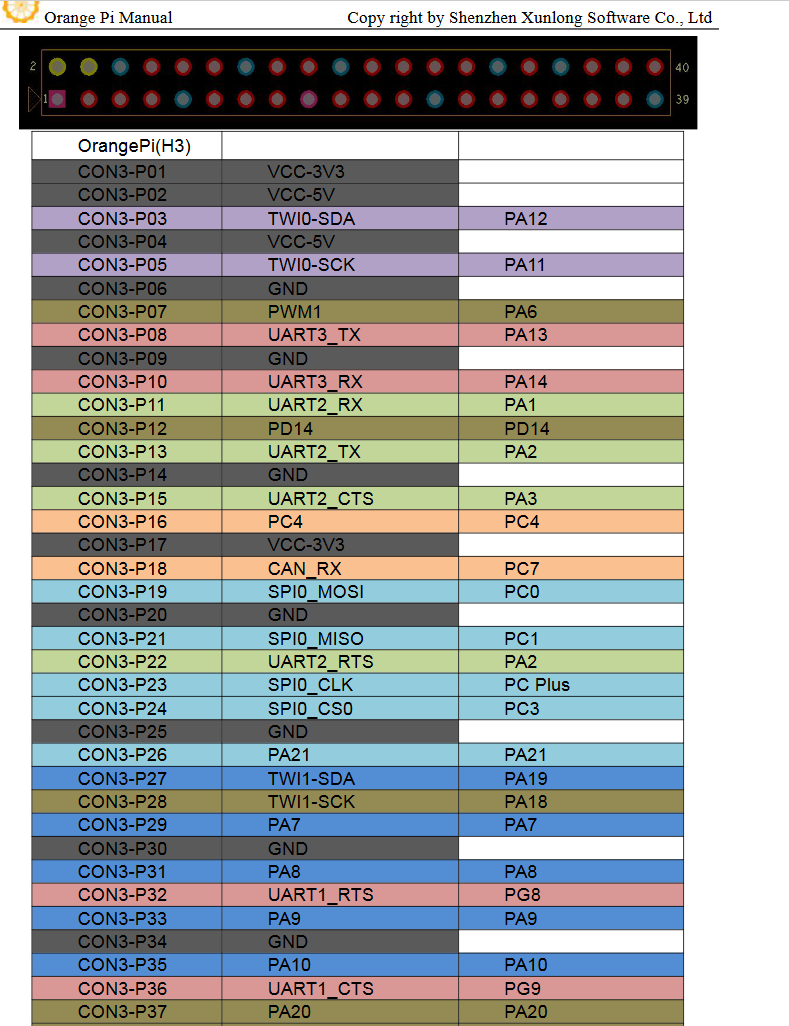 Orange Pi Manual Copy right by Shenzhen Xunlong Software Co., Ltd
2 40
1 39
OrangePi(H3)
CON3-P01 VCC-3V3
CON3-P02 VCC-5V
CON3-P03 TWI0-SDA PA12
CON3-P04 VCC-5V
CON3-P05 TWI0-SCK PA11
CON3-P06 GND
CON3-P07 PWM1 PA6
CON3-P08 UART3_TX PA13
CON3-P09 GND
CON3-P10 UART3_RX PA14
CON3-P11 UART2_RX PA1
CON3-P12 PD14 PD14
CON3-P13 UART2_TX PA2
CON3-P14 GND
CON3-P15 UART2_CTS PA3
CON3-P16 PC4 PC4
CON3-P17 VCC-3V3
CON3-P18 CAN_RX PC7
CON3-P19 SPI0_MOSI PC0
CON3-P20 GND
CON3-P21 SPI0_MISO PC1
CON3-P22 UART2_RTS PA2
CON3-P23 SPI0_CLK PC Plus
CON3-P24 SPI0_CS0 PC3
CON3-P25 GND
CON3-P26 PA21 PA21
CON3-P27 TWI1-SDA PA19
CON3-P28 TWI1-SCK PA18
CON3-P29 PA7 PA7
CON3-P30 GND
CON3-P31 PA8 PA8
CON3-P32 UART1_RTS PG8
CON3-P33 PA9 PA9
CON3-P34 GND
CON3-P35 PA10 PA10
CON3-P36 UART1_CTS PG9
CON3-P37 PA20 PA20